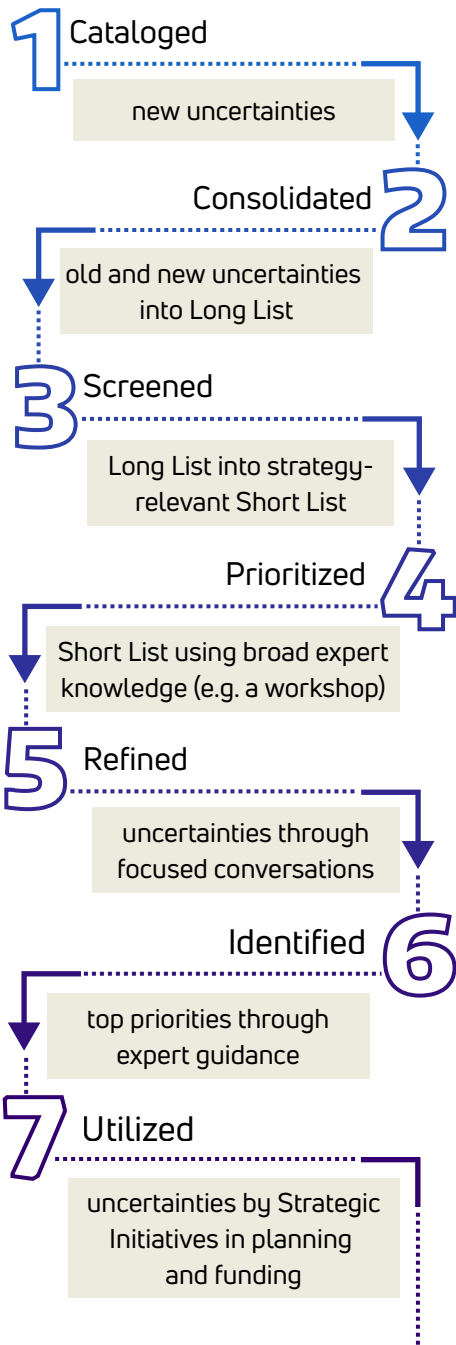 1 Cataloged
new uncertainties
Consolidated 2
old and new uncertainties
into Long List
3 Screened
Long List into strategy-
relevant Short List
Prioritized 4
Short List using broad expert
knowledge (e.g. a workshop)
5 Refined
uncertainties through
focused conversations
Identified 6
top priorities through
expert guidance
7 Utilized
uncertainties by Strategic
Initiatives in planning
and funding